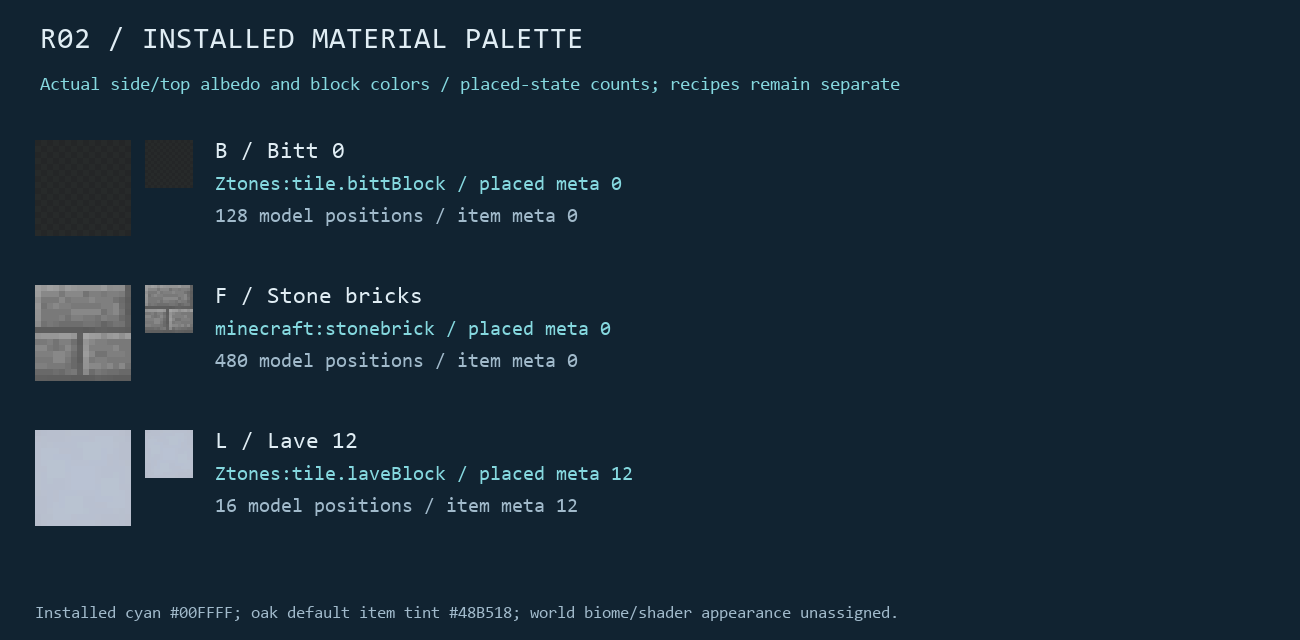 R02 / INSTALLED MATERIAL PALETTE
Actual side/top albedo and block colors / placed-state counts; recipes remain separate
B / Bitt 0
Ztones:tile.bittBlock / placed meta 0
128 model positions / item meta 0
F / Stone bricks
minecraft:stonebrick / placed meta 0
480 model positions / item meta 0
L / Lave 12
Ztones:tile.laveBlock / placed meta 12
16 model positions / item meta 12
Installed cyan #00FFFF; oak default item tint #48B518; world biome/shader appearance unassigned.